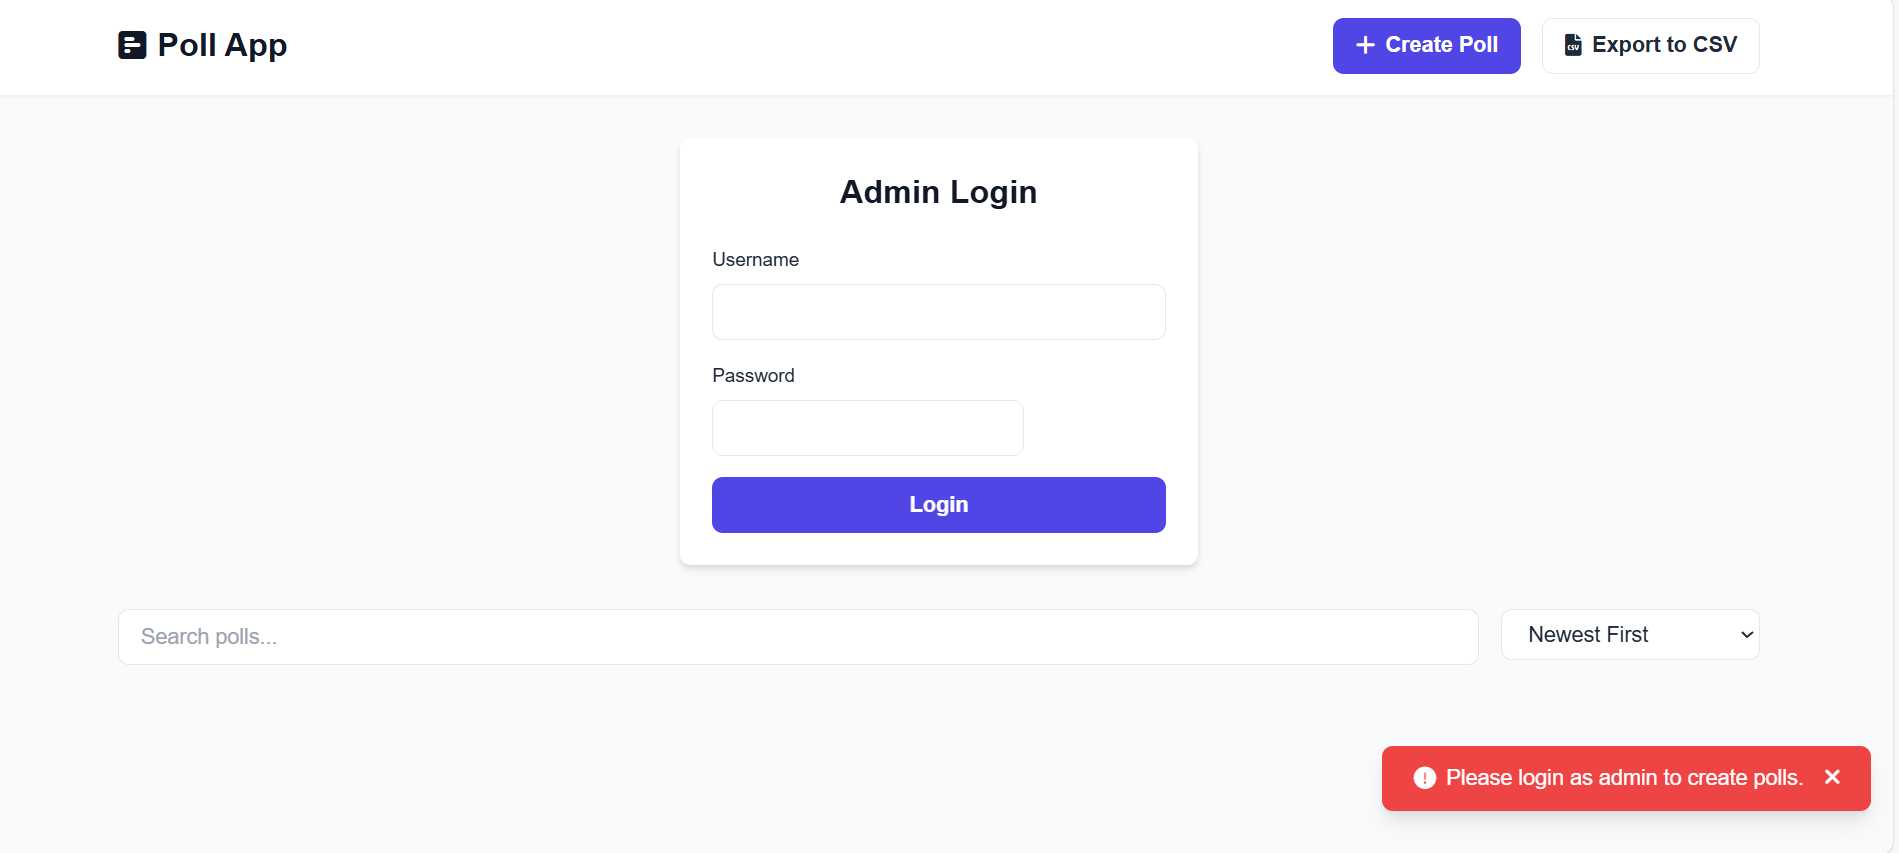 Poll App
Create Poll
Export to CSV
Admin Login
Username
Password
Login
Search polls...
Newest First
Please login as admin to create polls.